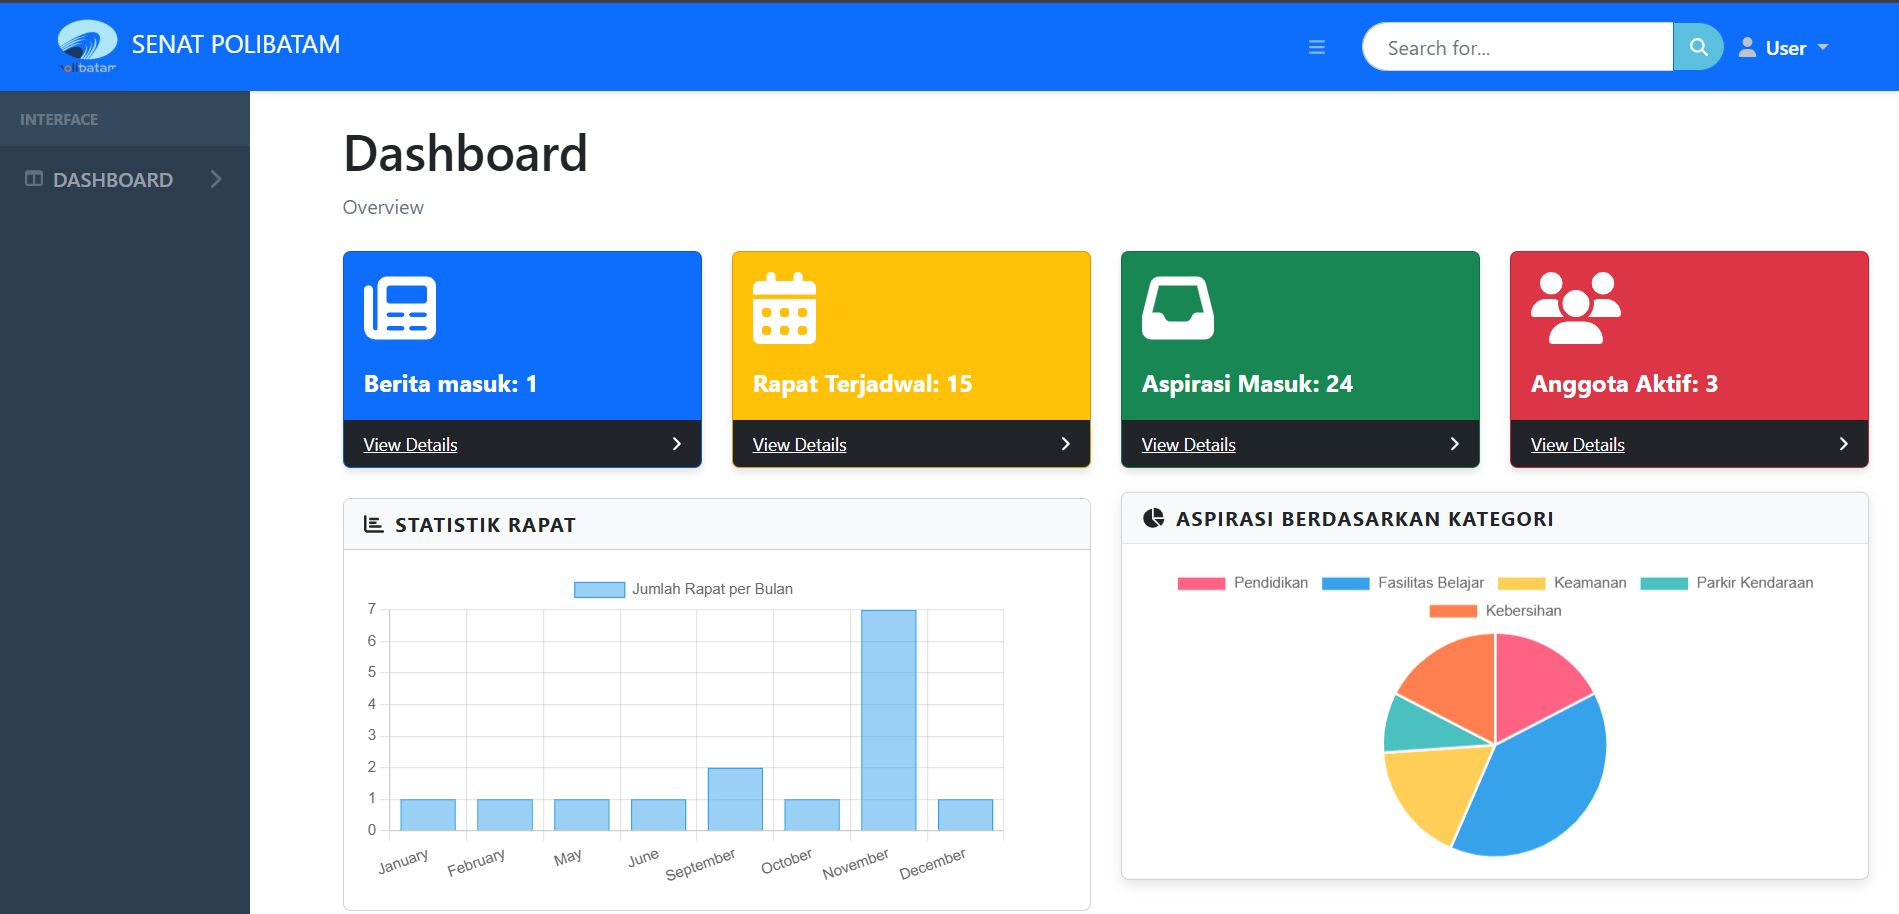 SENAT POLIBATAM
Search for...
User
INTERFACE
DASHBOARD
Dashboard
Overview
Berita masuk: 1
View Details
Rapat Terjadwal: 15
View Details
Aspirasi Masuk: 24
View Details
Anggota Aktif: 3
View Details
STATISTIK RAPAT
Jumlah Rapat per Bulan
7
6
5
4
3
2
1
0
January
February
May
June
September
October
November
December
ASPIRASI BERDASARKAN KATEGORI
Pendidikan
Fasilitas Belajar
Keamanan
Parkir Kendaraan
Kebersihan